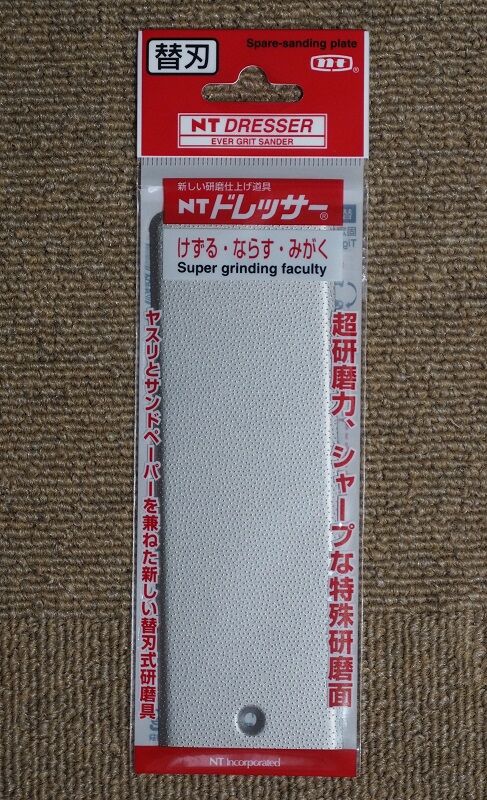 替刃
Spare-sanding plate
nt®
NT DRESSER
EVER GRIT SANDER
新しい研磨仕上げ道具
NTドレッサー®
けずる・ならす・みがく
Super grinding faculty
超研磨力、シャープな特殊研磨面
ヤスリとサンドペーパーを兼ねた新しい替刃式研磨具
NT Incorporated